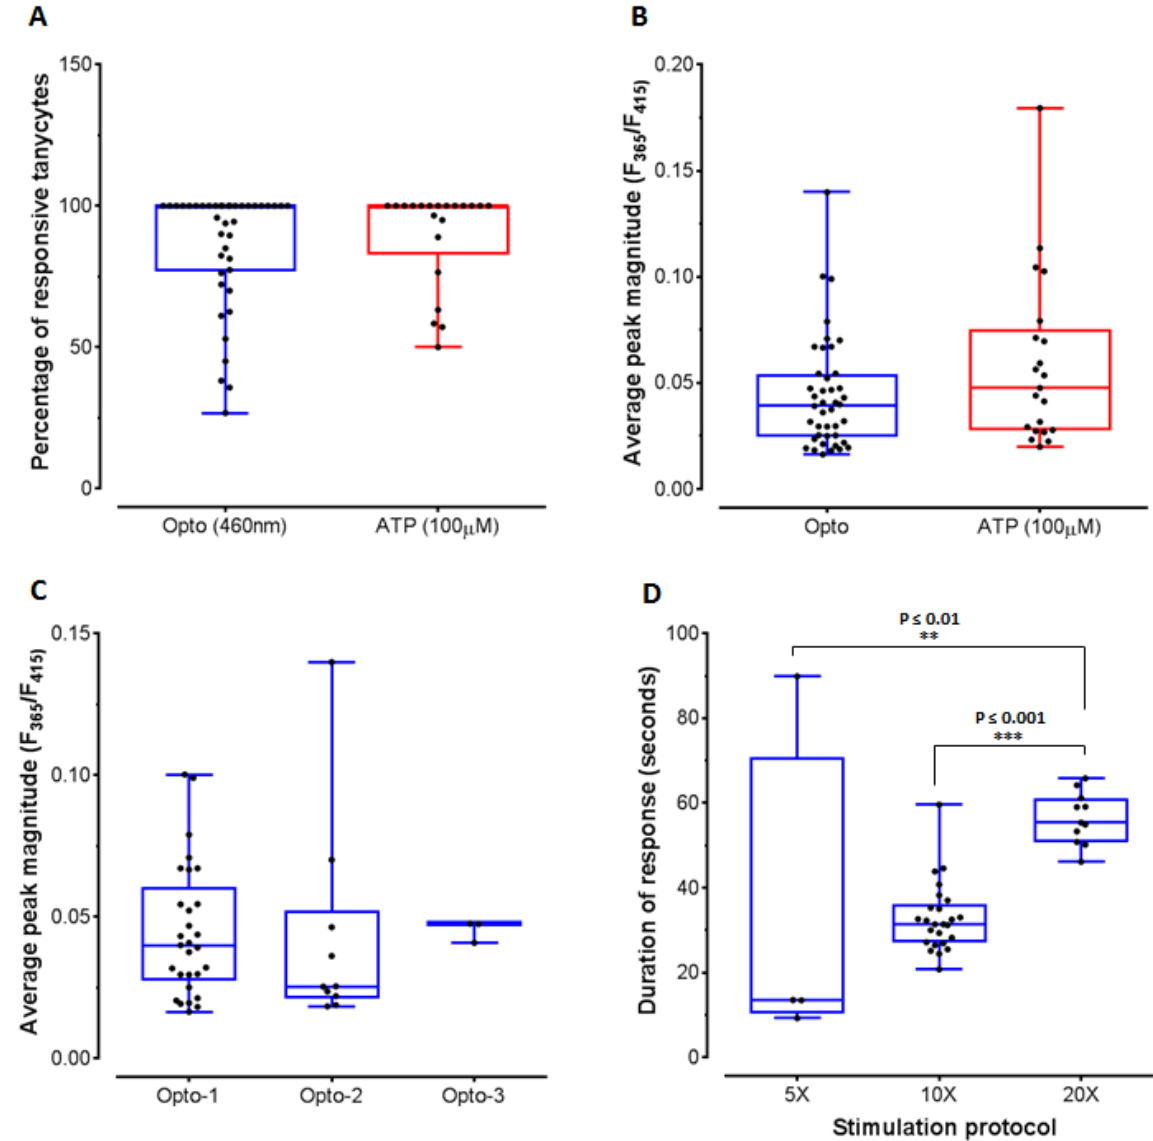 A
Percentage of responsive tanycytes
150
100
50
0
Opto (460nm)
ATP (100μM)
B
Average peak magnitude (F365/F415)
0.20
0.15
0.10
0.05
0.00
Opto
ATP (100μM)
C
Average peak magnitude (F365/F415)
0.15
0.10
0.05
0.00
Opto-1
Opto-2
Opto-3
D
Duration of response (seconds)
100
80
60
40
20
0
P ≤ 0.01
**
P ≤ 0.001
***
5X
10X
20X
Stimulation protocol